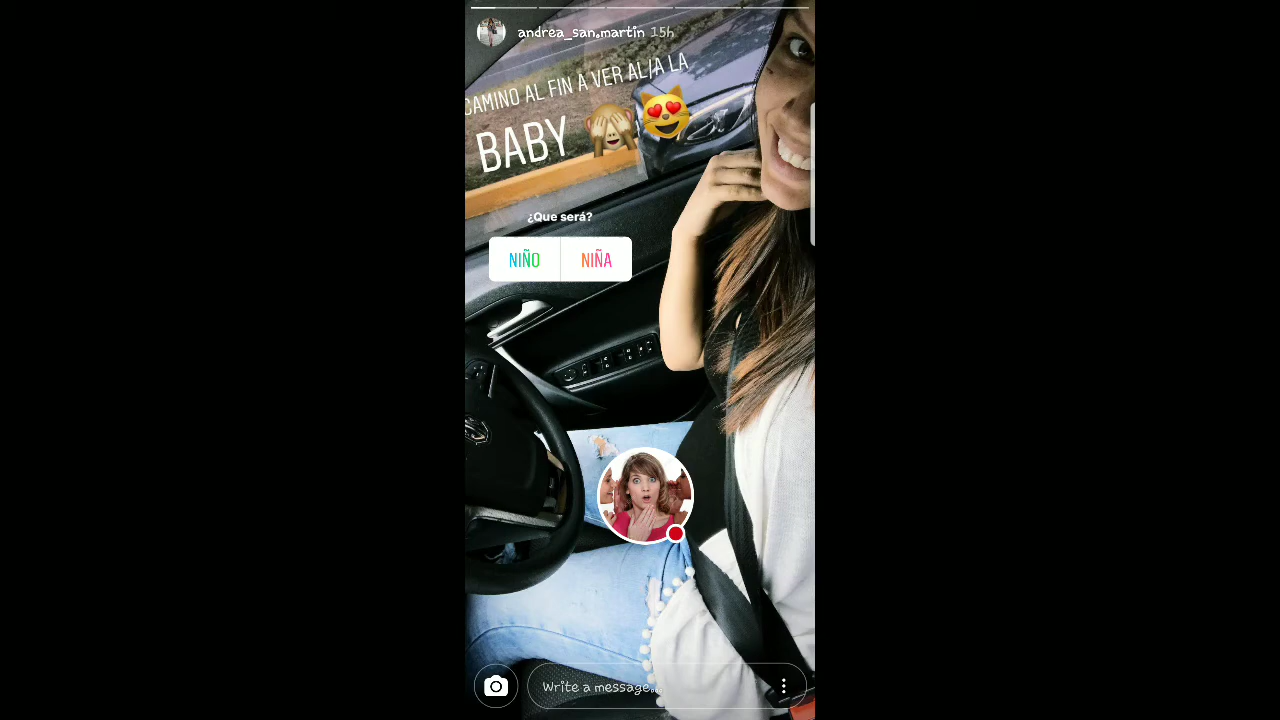 andrea_san.martin 15h
CAMINO AL FIN A VER AL/A LA
BABY 🙈😻
¿Que será?
NIÑO NIÑA
Write a message...